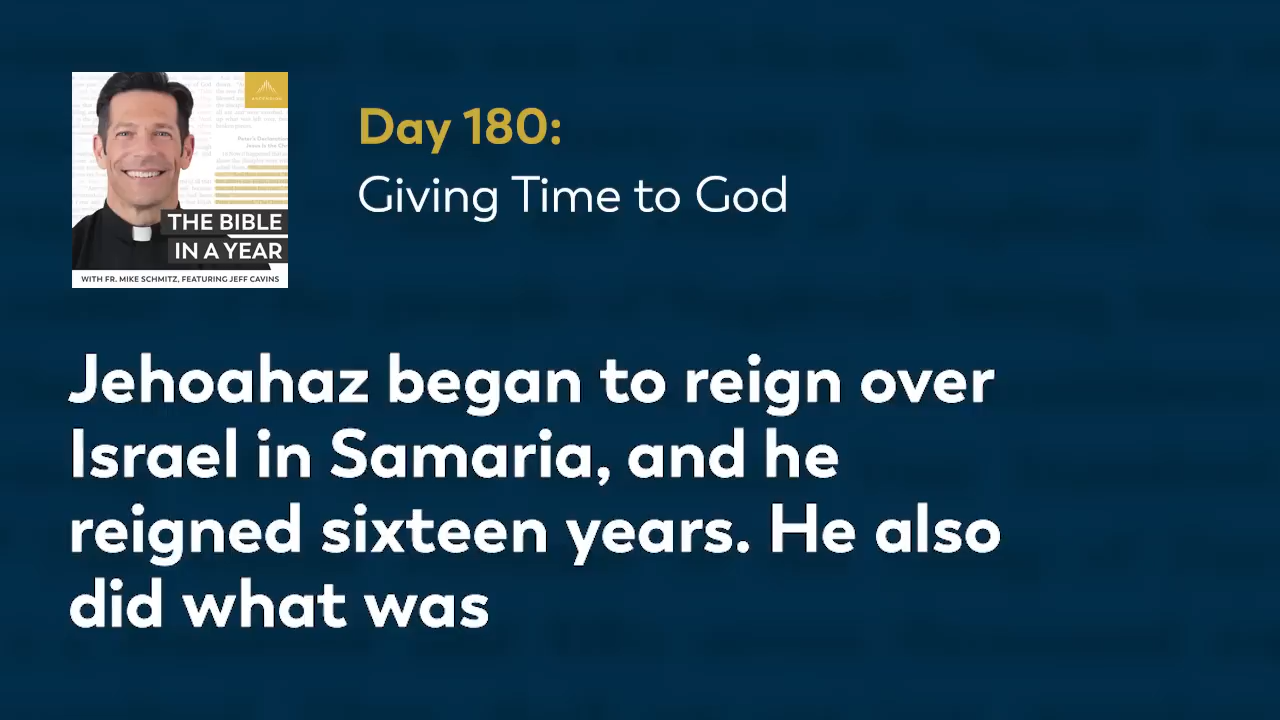 Day 180:
Giving Time to God
THE BIBLE
IN A YEAR
WITH FR. MIKE SCHMITZ, FEATURING JEFF CAVINS
Jehoahaz began to reign over
Israel in Samaria, and he
reigned sixteen years. He also
did what was